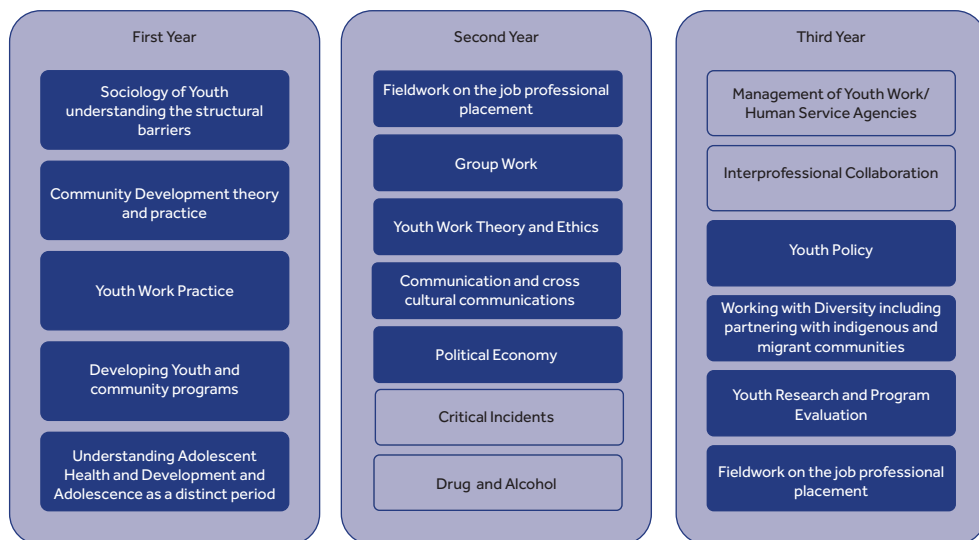 First Year
Sociology of Youth
understanding the structural
barriers
Community Development theory
and practice
Youth Work Practice
Developing Youth and
community programs
Understanding Adolescent
Health and Development and
Adolescence as a distinct period
Second Year
Fieldwork on the job professional
placement
Group Work
Youth Work Theory and Ethics
Communication and cross
cultural communications
Political Economy
Critical Incidents
Drug and Alcohol
Third Year
Management of Youth Work/
Human Service Agencies
Interprofessional Collaboration
Youth Policy
Working with Diversity including
partnering with indigenous and
migrant communities
Youth Research and Program
Evaluation
Fieldwork on the job professional
placement